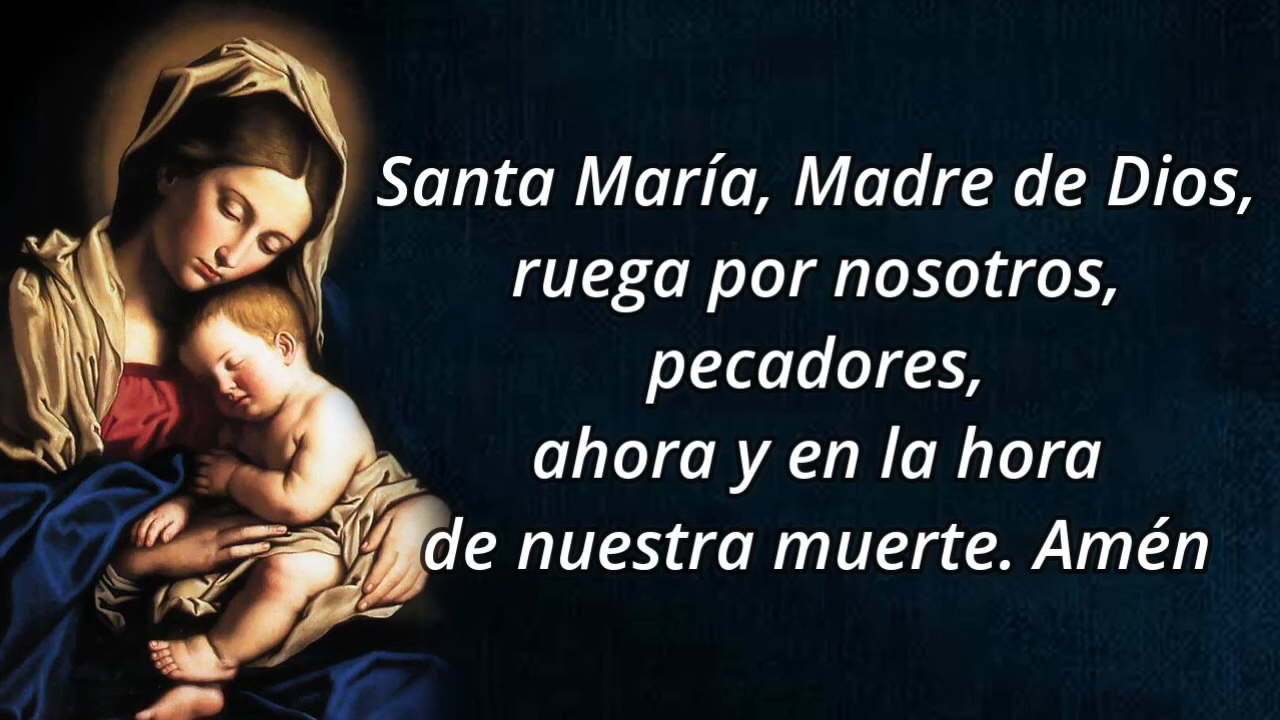 Santa María, Madre de Dios,
ruega por nosotros,
pecadores,
ahora y en la hora
de nuestra muerte. Amén